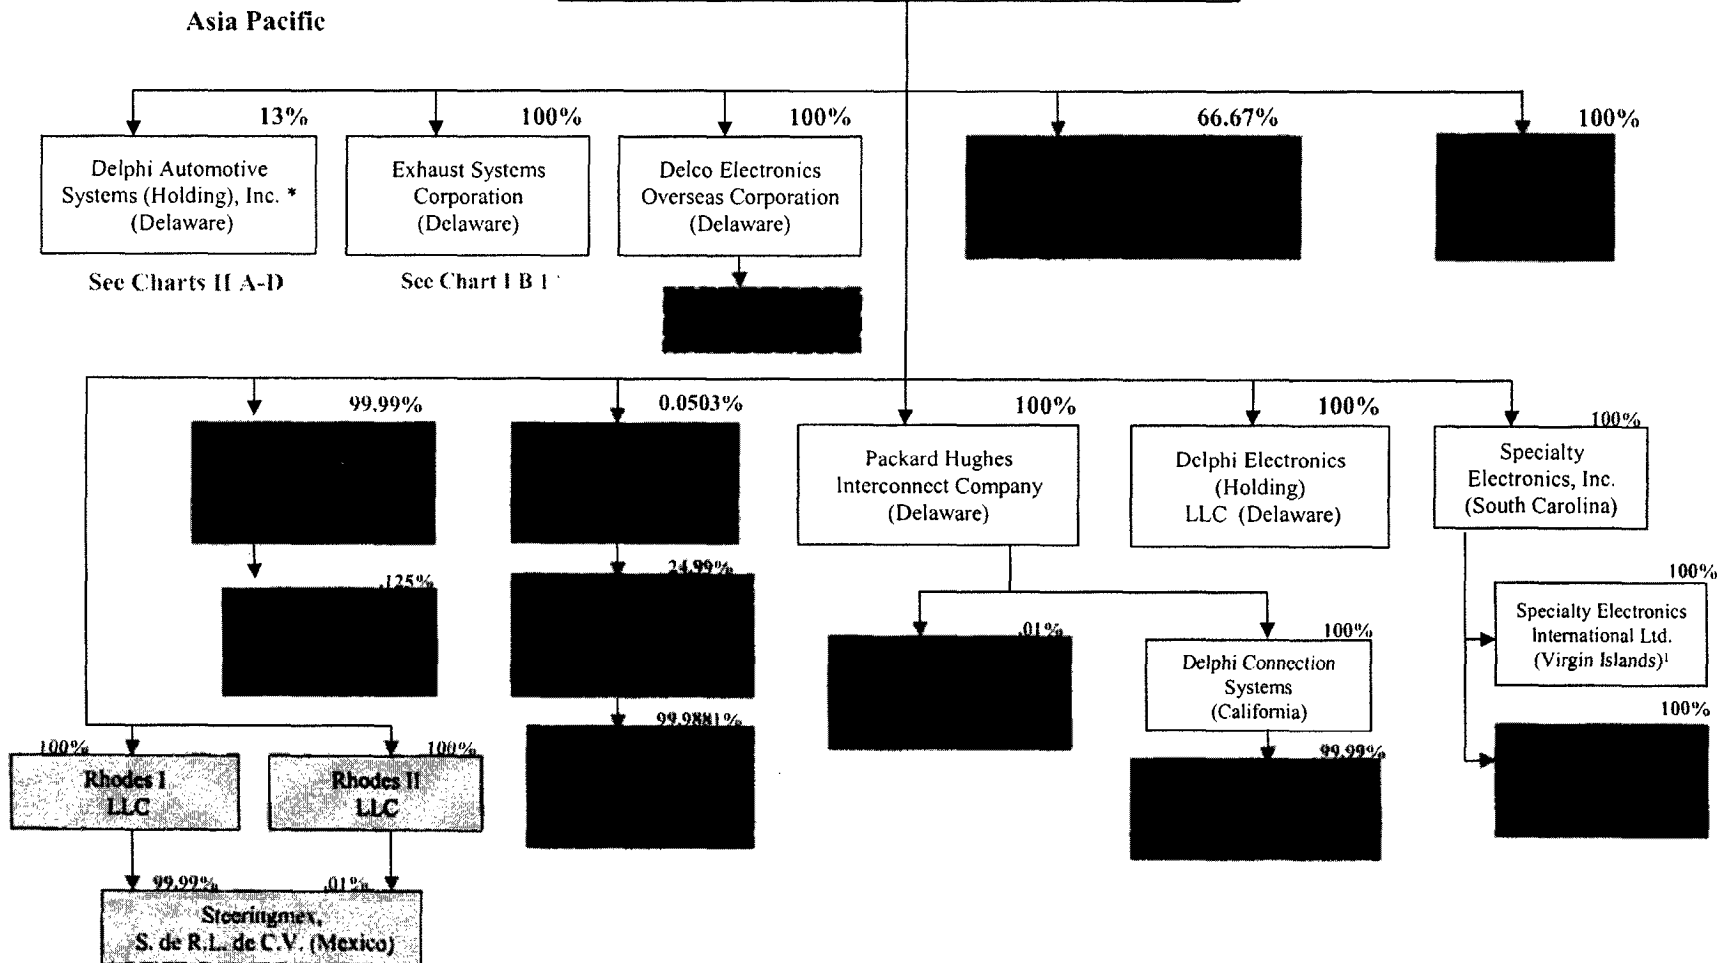 Asia Pacific
13%
100%
100%
66.67%
100%
Delphi Automotive
Systems (Holding), Inc. *
(Delaware)
Exhaust Systems
Corporation
(Delaware)
Delco Electronics
Overseas Corporation
(Delaware)
See Charts II A-D
See Chart I B 1
99.99%
0.0503%
100%
100%
100%
Packard Hughes
Interconnect Company
(Delaware)
Delphi Electronics
(Holding)
LLC (Delaware)
Specialty
Electronics, Inc.
(South Carolina)
.125%
24.99%
.01%
100%
100%
Delphi Connection
Systems
(California)
Specialty Electronics
International Ltd.
(Virgin Islands)¹
99.9881%
99.99%
100%
100%
100%
Rhodes I
LLC
Rhodes II
LLC
99.99%
.01%
Steeringmex,
S. de R.L. de C.V. (Mexico)